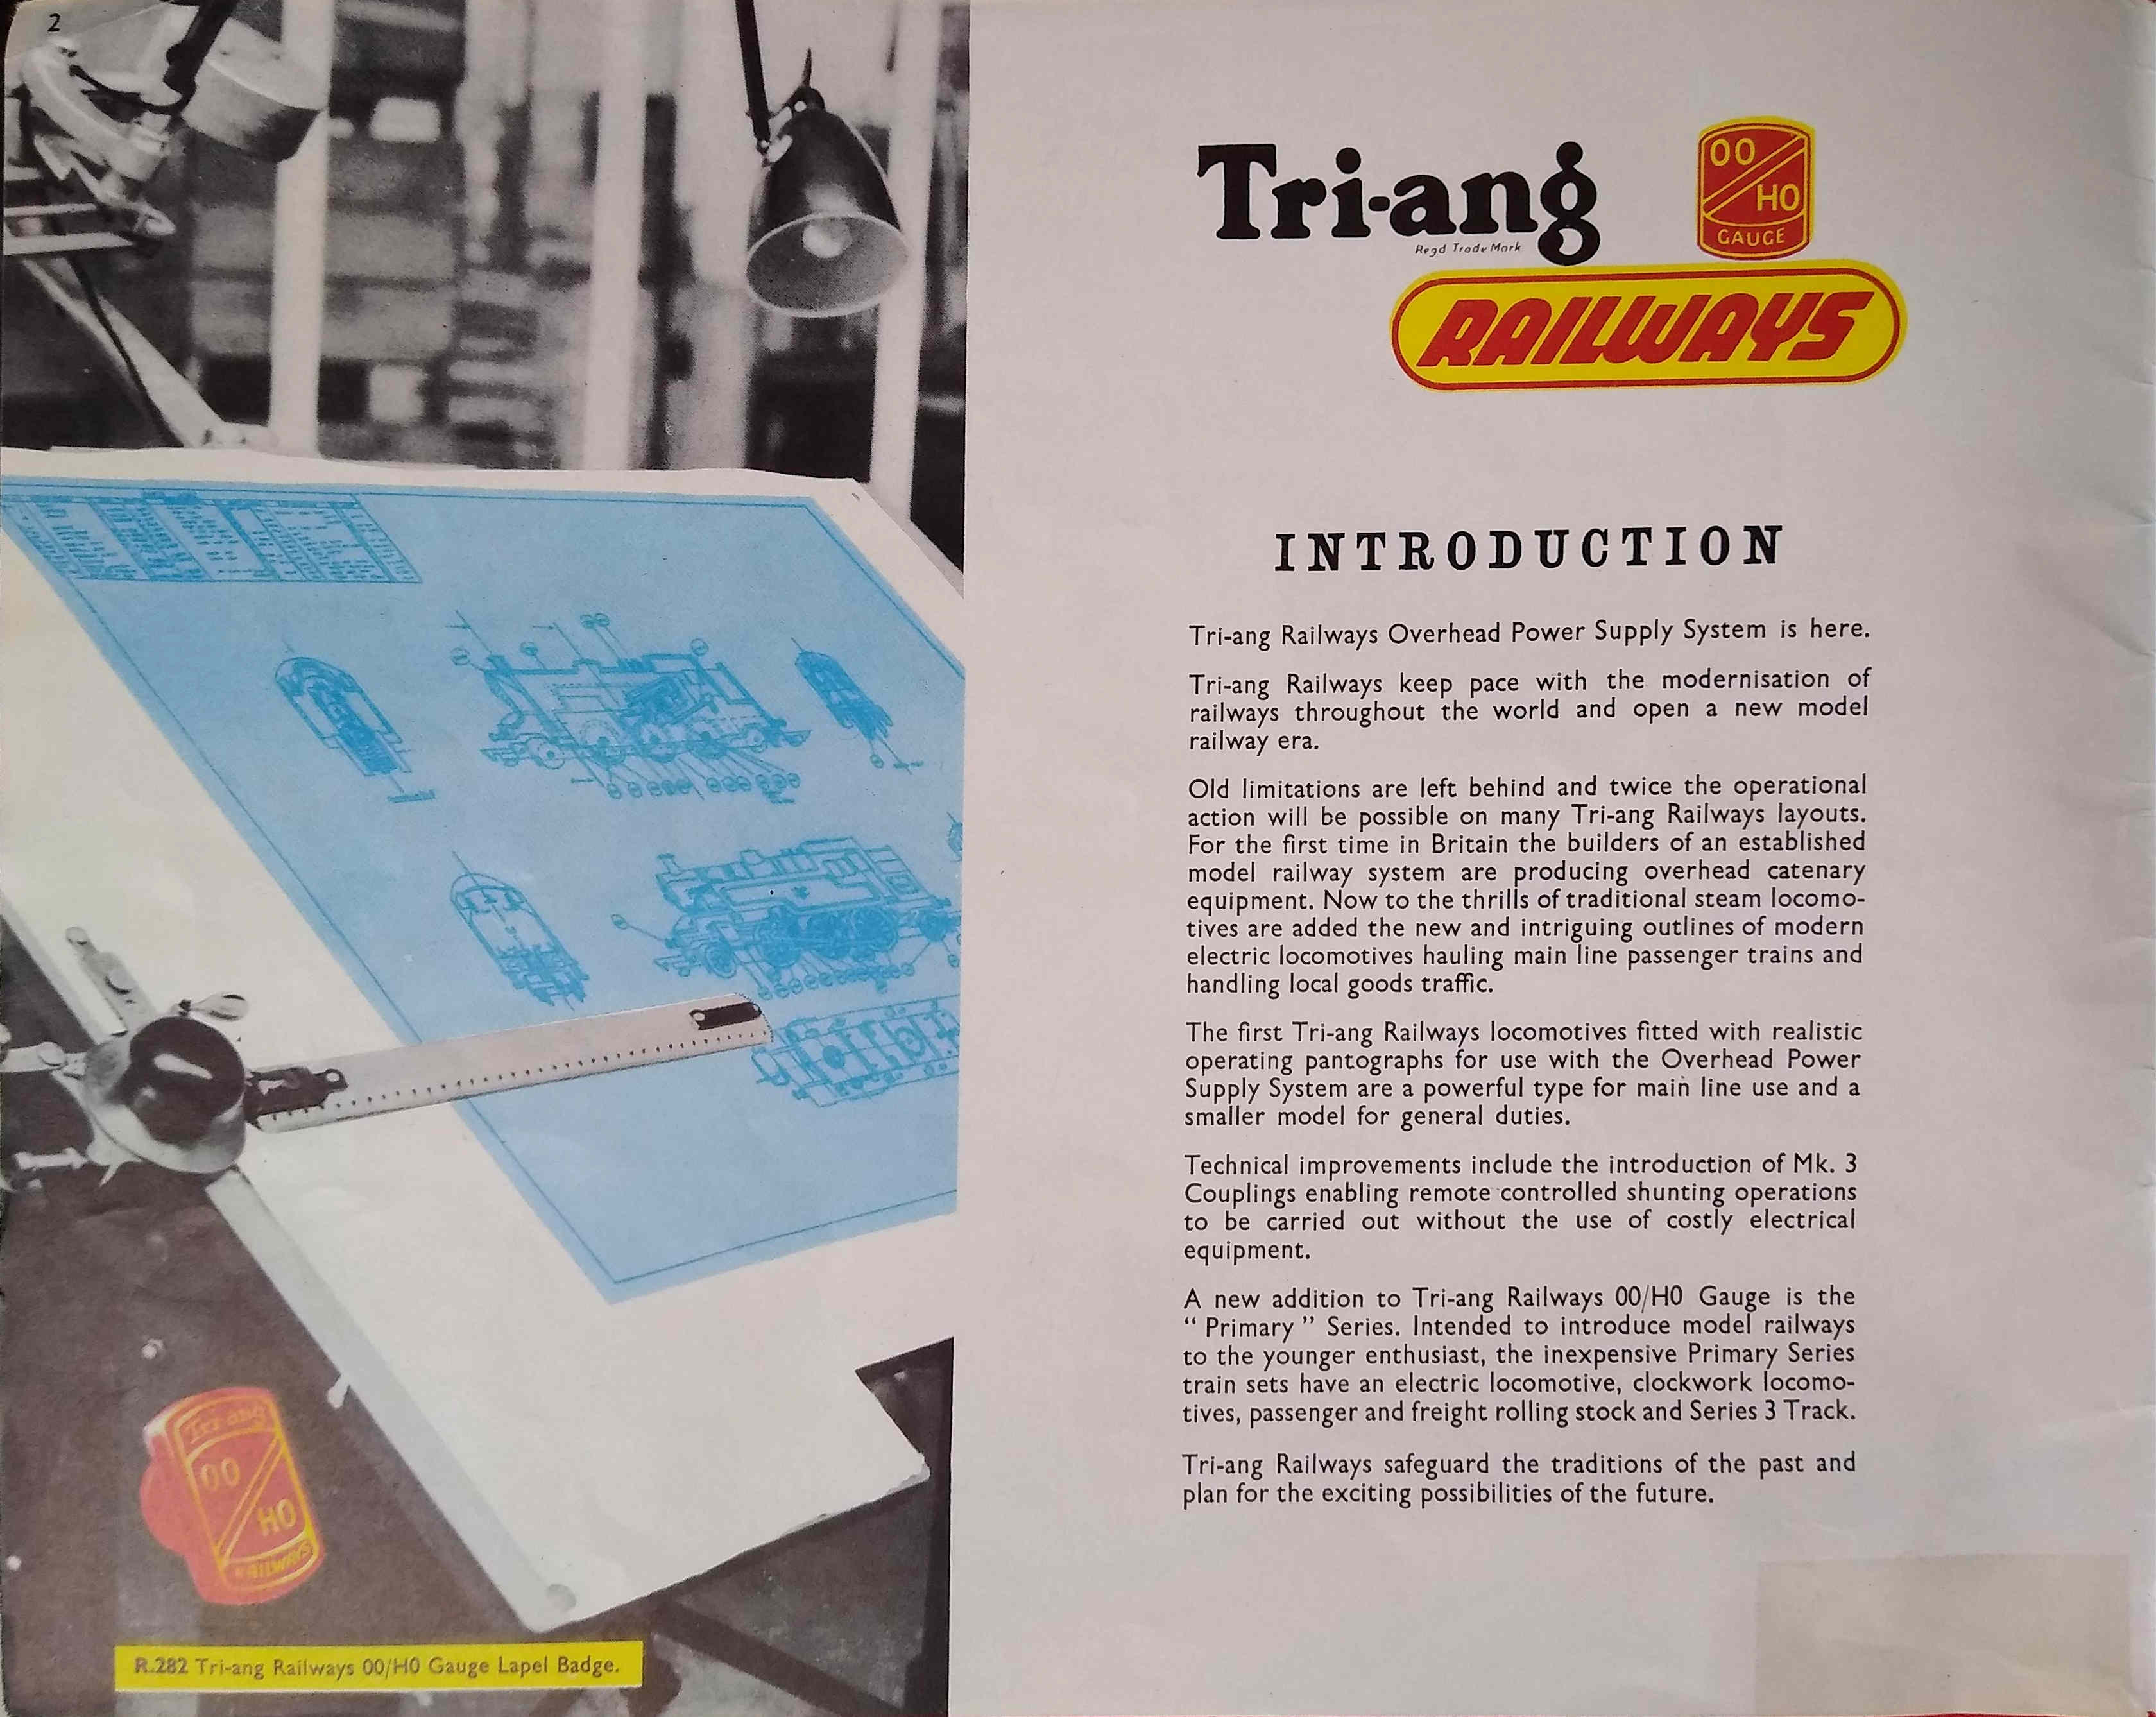 2
Tri-ang
Regd Trade Mark
OO
HO
GAUGE
RAILWAYS
INTRODUCTION
Tri-ang Railways Overhead Power Supply System is here.
Tri-ang Railways keep pace with the modernisation of
railways throughout the world and open a new model
railway era.
Old limitations are left behind and twice the operational
action will be possible on many Tri-ang Railways layouts.
For the first time in Britain the builders of an established
model railway system are producing overhead catenary
equipment. Now to the thrills of traditional steam locomo-
tives are added the new and intriguing outlines of modern
electric locomotives hauling main line passenger trains and
handling local goods traffic.
The first Tri-ang Railways locomotives fitted with realistic
operating pantographs for use with the Overhead Power
Supply System are a powerful type for main line use and a
smaller model for general duties.
Technical improvements include the introduction of Mk. 3
Couplings enabling remote controlled shunting operations
to be carried out without the use of costly electrical
equipment.
A new addition to Tri-ang Railways 00/H0 Gauge is the
" Primary " Series. Intended to introduce model railways
to the younger enthusiast, the inexpensive Primary Series
train sets have an electric locomotive, clockwork locomo-
tives, passenger and freight rolling stock and Series 3 Track.
Tri-ang Railways safeguard the traditions of the past and
plan for the exciting possibilities of the future.
Tri-ang
OO
HO
RAILWAYS
R.282 Tri-ang Railways 00/H0 Gauge Lapel Badge.